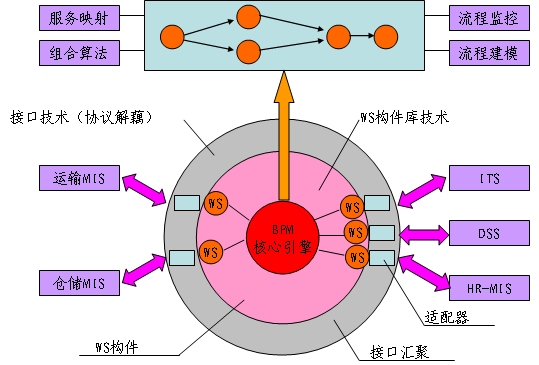 服务映射
流程监控
组合算法
流程建模
接口技术（协议解藕）
WS构件库技术
运输MIS
WS
WS
ITS
BPM
核心引擎
WS
DSS
WS
WS
仓储MIS
HR-MIS
适配器
WS构件
接口汇聚